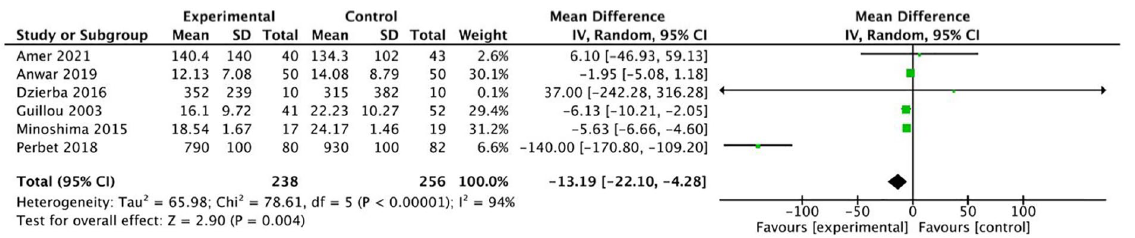 Experimental Control Mean Difference Mean Difference
Study or Subgroup Mean SD Total Mean SD Total Weight IV, Random, 95% CI IV, Random, 95% CI
Amer 2021 140.4 140 40 134.3 102 43 2.6% 6.10 [-46.93, 59.13]
Anwar 2019 12.13 7.08 50 14.08 8.79 50 30.1% -1.95 [-5.08, 1.18]
Dzierba 2016 352 239 10 315 382 10 0.1% 37.00 [-242.28, 316.28]
Guillou 2003 16.1 9.72 41 22.23 10.27 52 29.4% -6.13 [-10.21, -2.05]
Minoshima 2015 18.54 1.67 17 24.17 1.46 19 31.2% -5.63 [-6.66, -4.60]
Perbet 2018 790 100 80 930 100 82 6.6% -140.00 [-170.80, -109.20]
Total (95% CI) 238 256 100.0% -13.19 [-22.10, -4.28]
Heterogeneity: Tau² = 65.98; Chi² = 78.61, df = 5 (P < 0.00001); I² = 94%
Test for overall effect: Z = 2.90 (P = 0.004)
-100 -50 0 50 100
Favours [experimental] Favours [control]